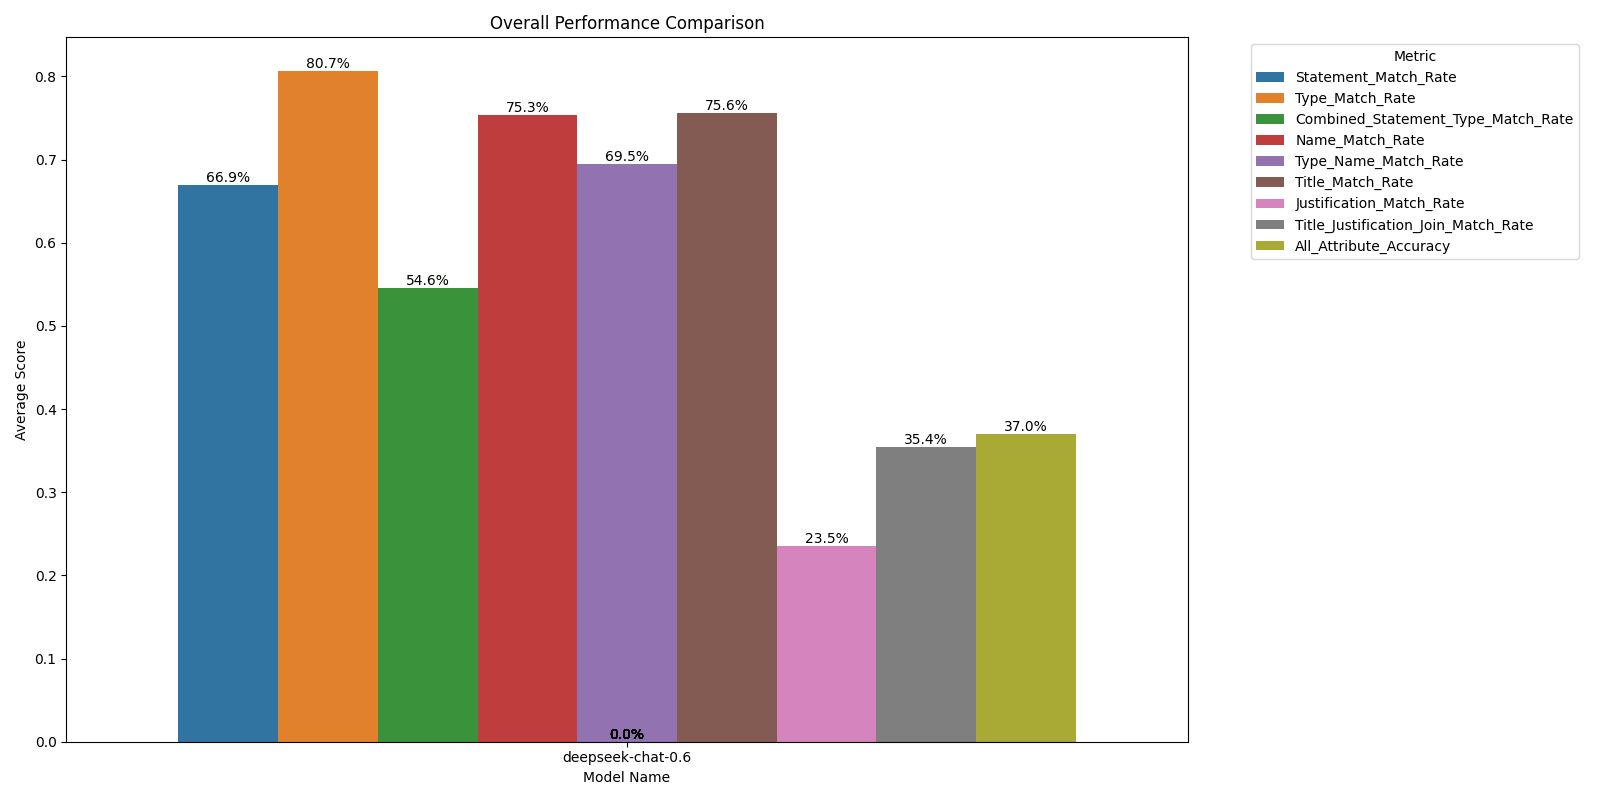 Overall Performance Comparison
Average Score
0.8
0.7
0.6
0.5
0.4
0.3
0.2
0.1
0.0
66.9%
80.7%
54.6%
75.3%
69.5%
75.6%
23.5%
35.4%
37.0%
0.0%
deepseek-chat-0.6
Model Name
Metric
Statement_Match_Rate
Type_Match_Rate
Combined_Statement_Type_Match_Rate
Name_Match_Rate
Type_Name_Match_Rate
Title_Match_Rate
Justification_Match_Rate
Title_Justification_Join_Match_Rate
All_Attribute_Accuracy